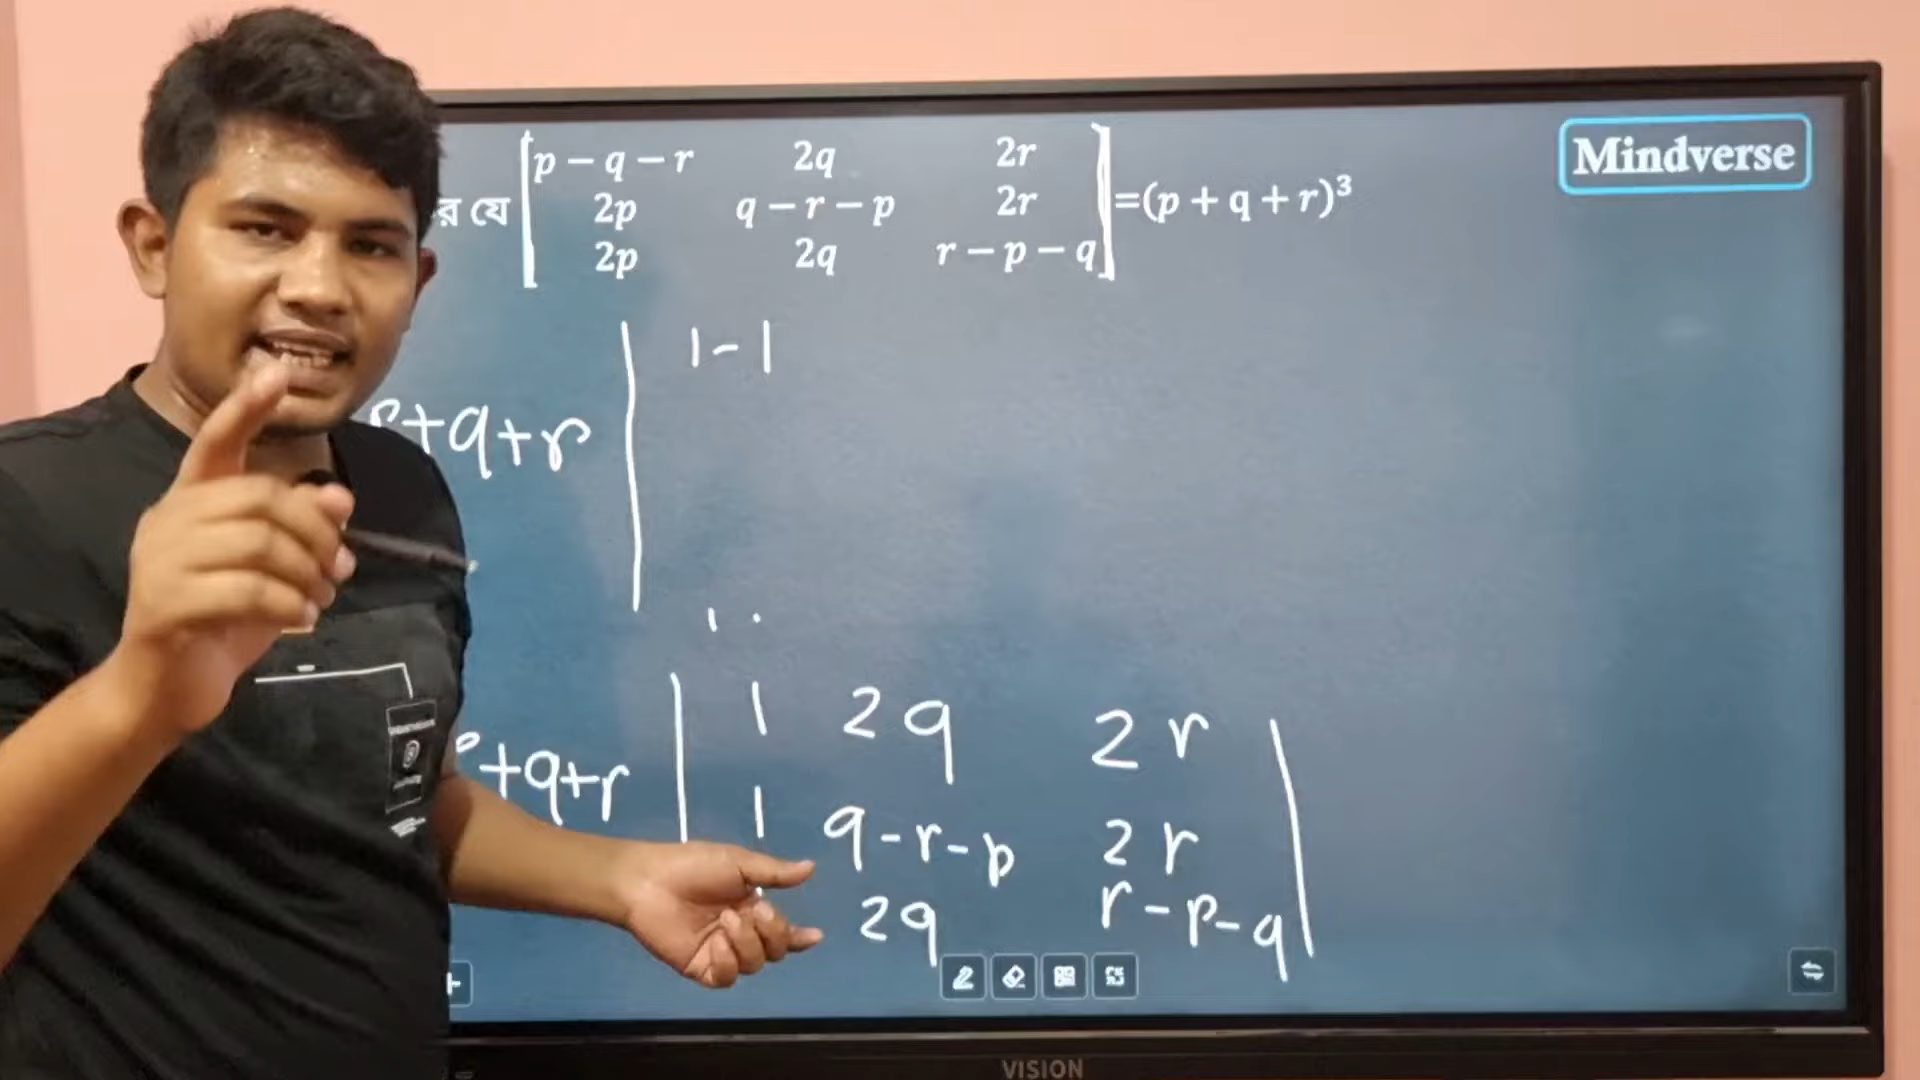 Mindverse
র যে [p − q − r 2q 2r
2p q − r − p 2r
2p 2q r − p − q] =(p + q + r)³
1 - 1
p+q+r
1 2q 2r
p+q+r 1 q-r-p 2r
2q r-p-q
VISION